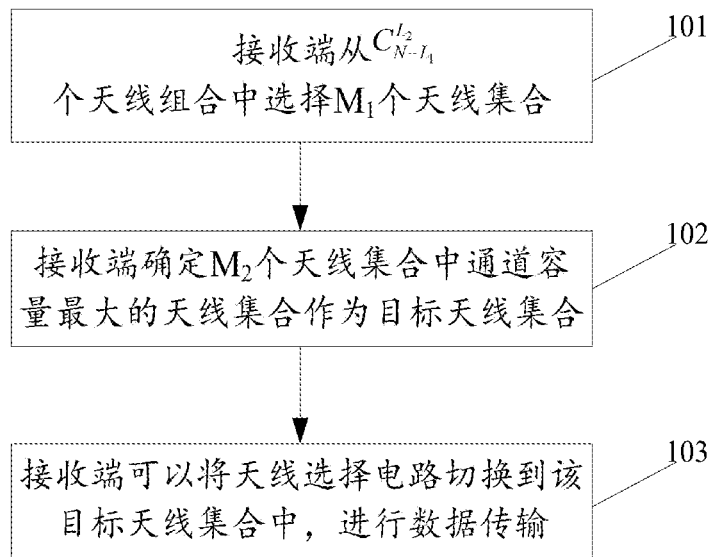 接收端从$C_{N-L_1}^{L_2}$
个天线组合中选择M₁个天线集合
101
接收端确定M₂个天线集合中通道容
量最大的天线集合作为目标天线集合
102
接收端可以将天线选择电路切换到该
目标天线集合中，进行数据传输
103